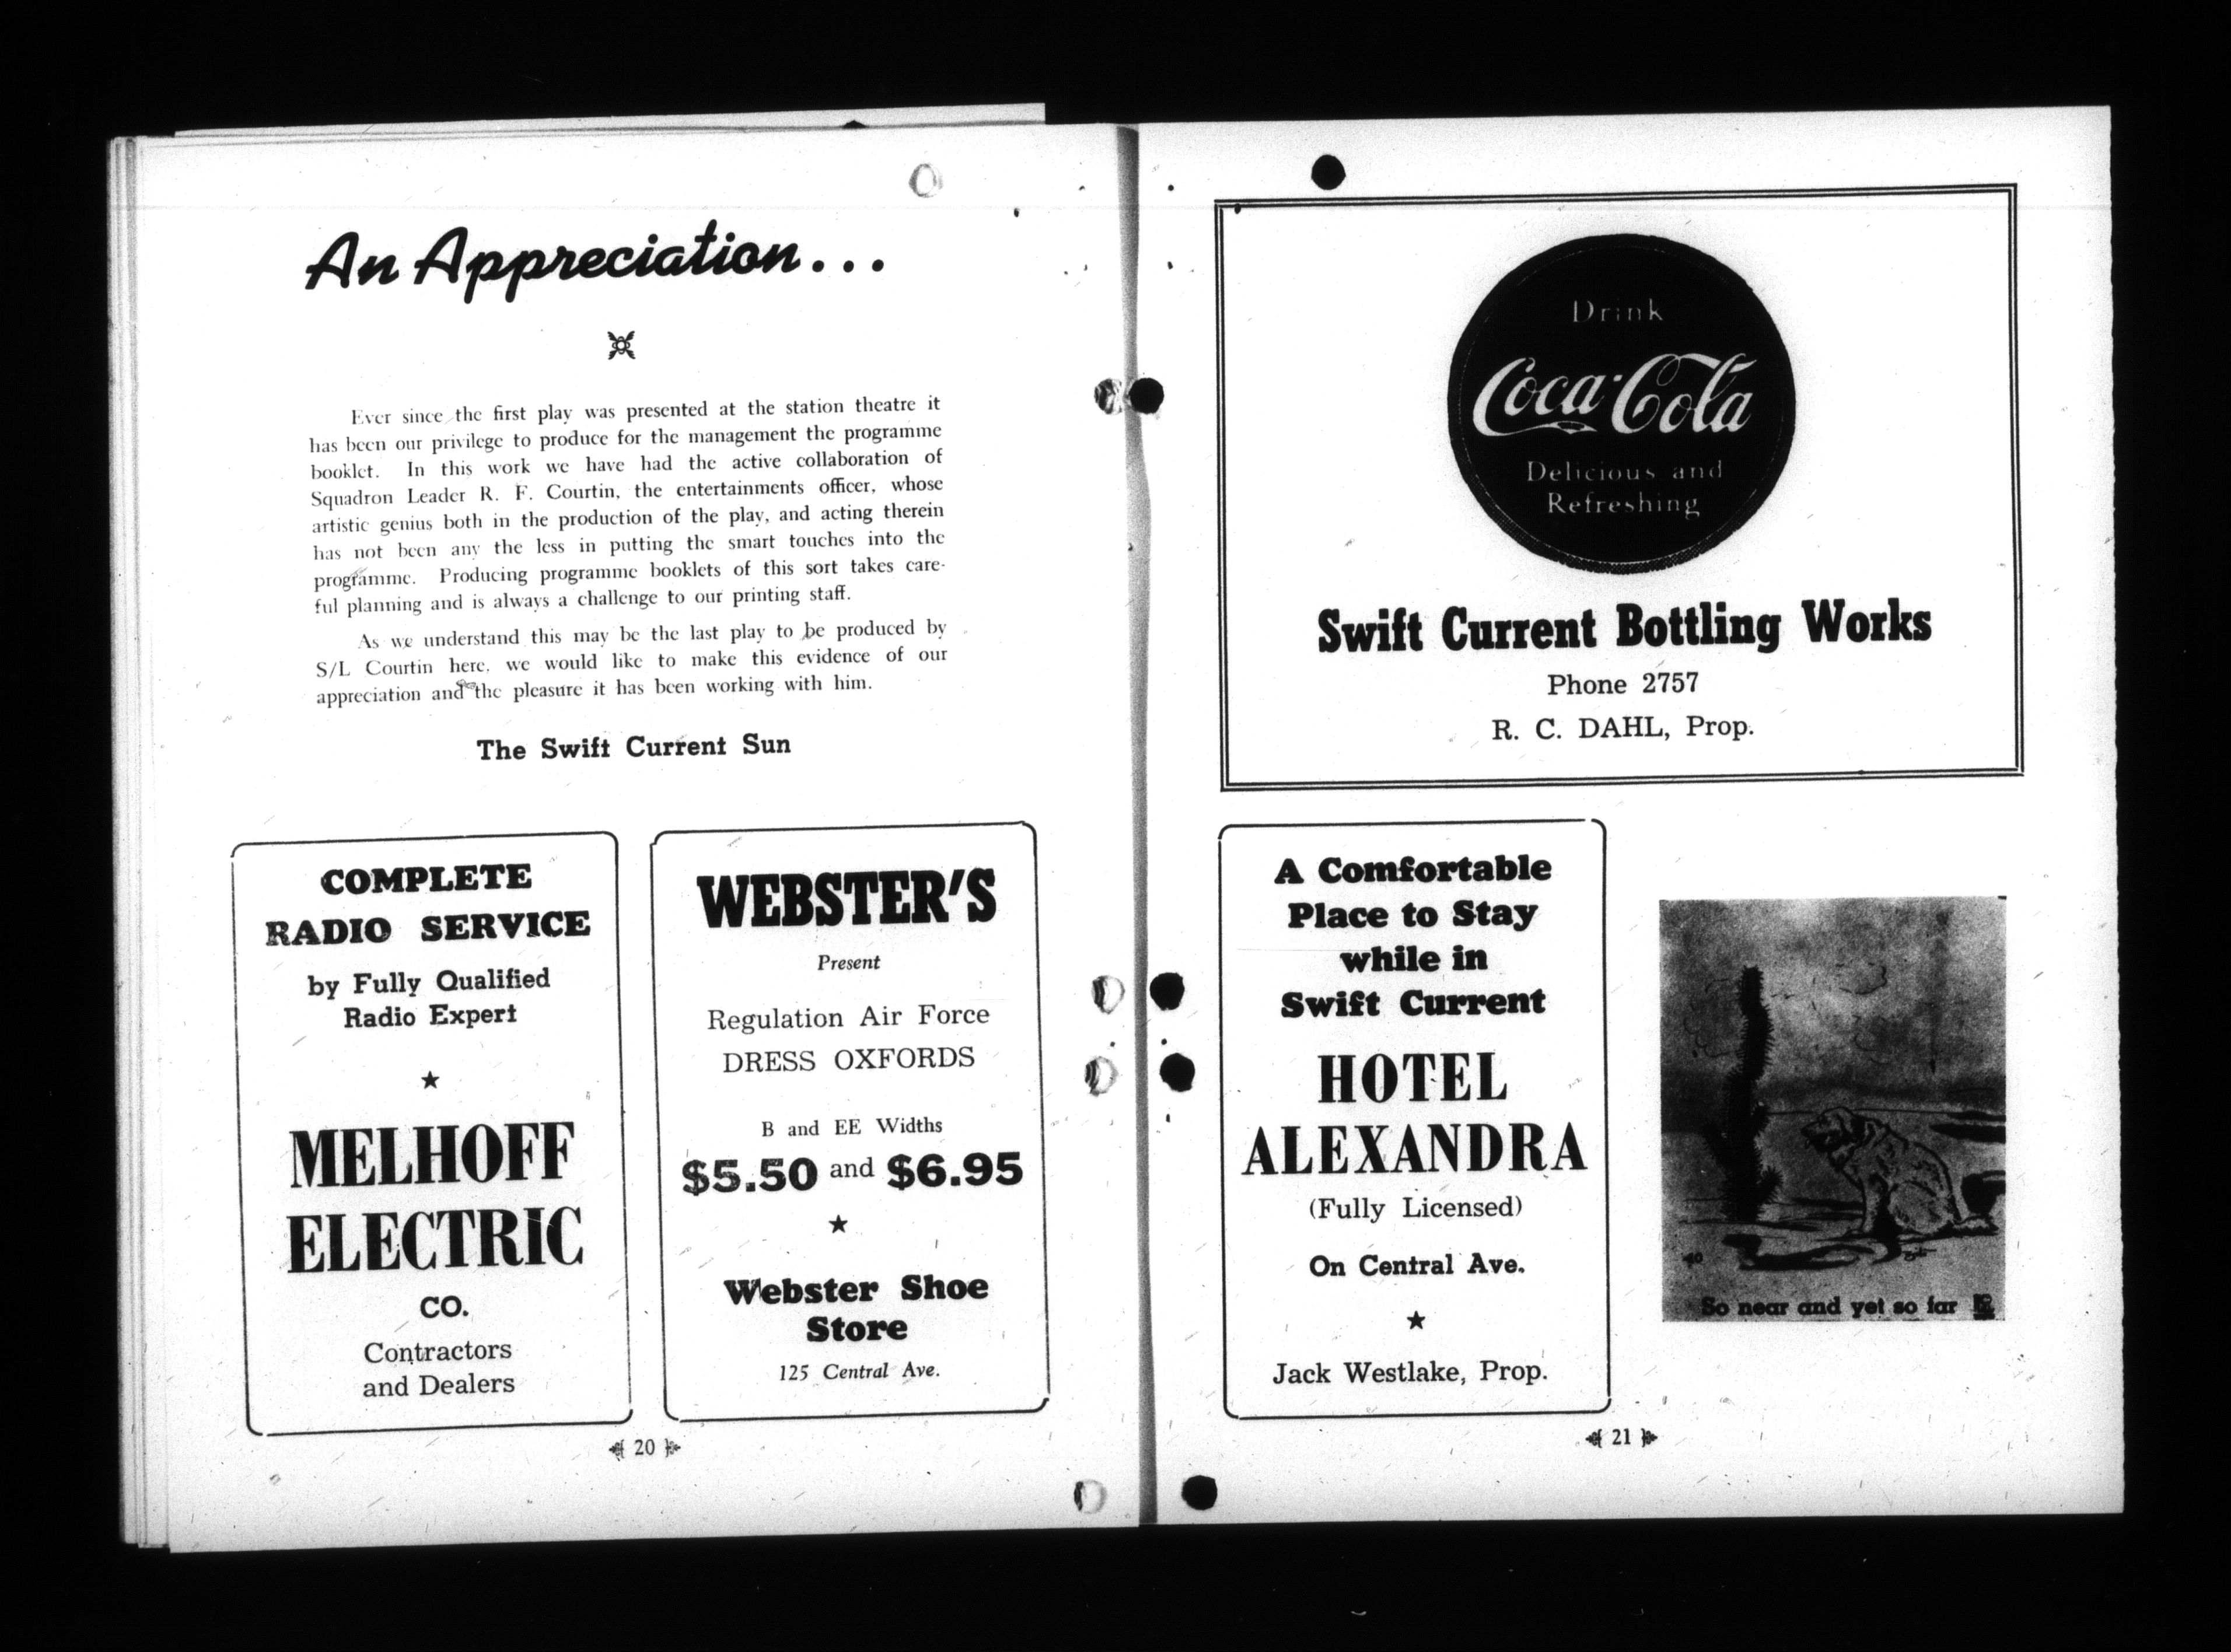 An Appreciation...
Ever since the first play was presented at the station theatre it
has been our privilege to produce for the management the programme
booklet. In this work we have had the active collaboration of
Squadron Leader R. F. Courtin, the entertainments officer, whose
artistic genius both in the production of the play, and acting therein
has not been any the less in putting the smart touches into the
programme. Producing programme booklets of this sort takes care-
ful planning and is always a challenge to our printing staff.
As we understand this may be the last play to be produced by
S/L Courtin here, we would like to make this evidence of our
appreciation and the pleasure it has been working with him.
The Swift Current Sun
COMPLETE
RADIO SERVICE
by Fully Qualified
Radio Expert
★
MELHOFF
ELECTRIC
CO.
Contractors
and Dealers
WEBSTER'S
Present
Regulation Air Force
DRESS OXFORDS
B and EE Widths
$5.50 and $6.95
★
Webster Shoe
Store
125 Central Ave.
20
Drink
Coca-Cola
Delicious and
Refreshing
Swift Current Bottling Works
Phone 2757
R. C. DAHL, Prop.
A Comfortable
Place to Stay
while in
Swift Current
HOTEL
ALEXANDRA
(Fully Licensed)
On Central Ave.
★
Jack Westlake, Prop.
So near and yet so far
21